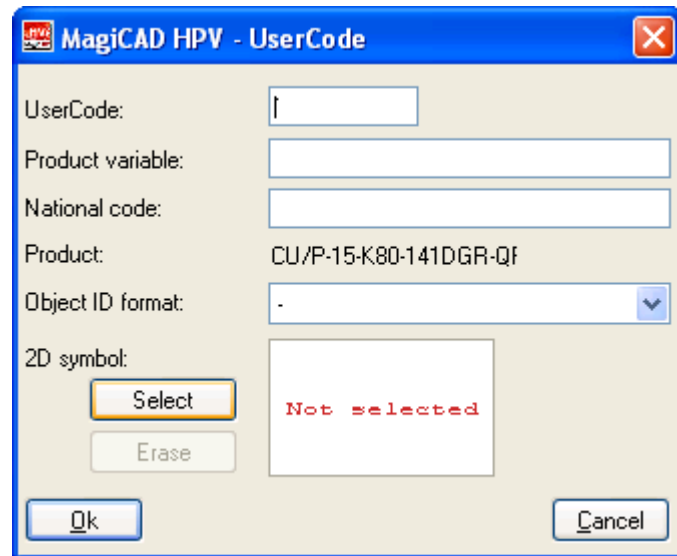 MagiCAD HPV - UserCode
UserCode:
Product variable:
National code:
Product: CU/P-15-K80-141DGR-
Object ID format: -
2D symbol:
Select
Not selected
Erase
Ok Cancel